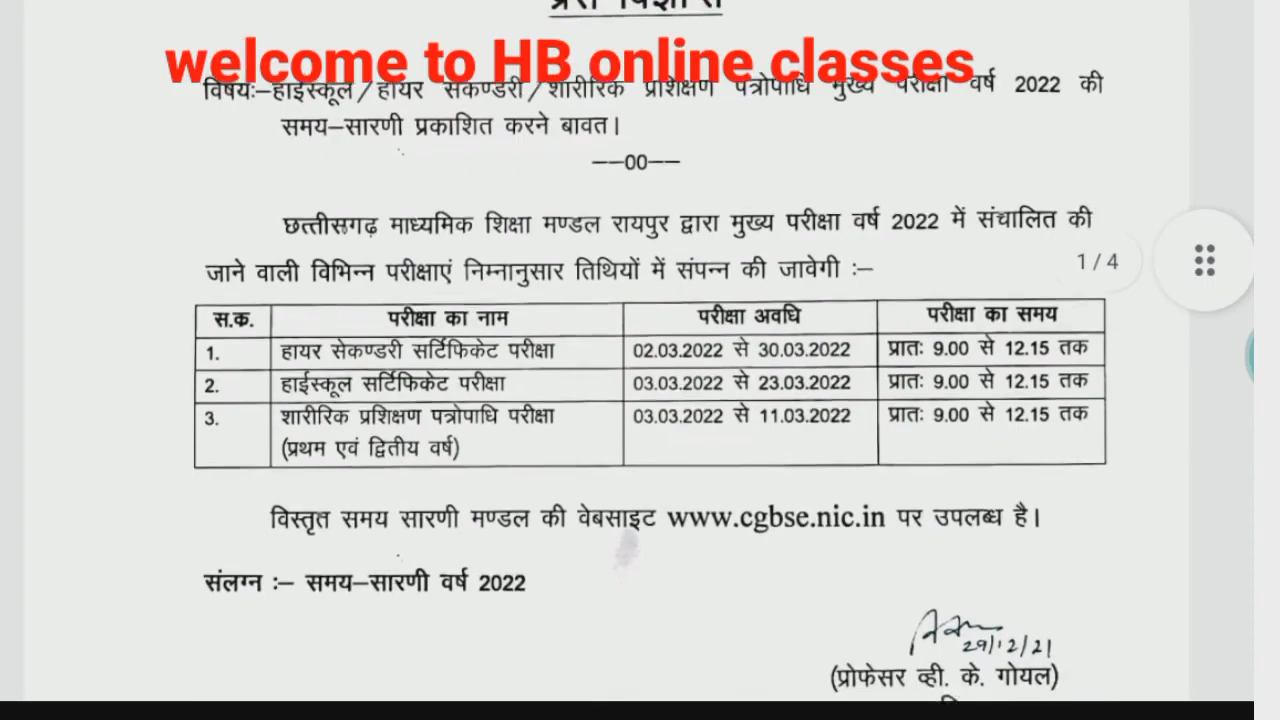 welcome to HB online classes
विषयः–हाईस्कूल/हायर सेकण्डरी/शारीरिक प्रशिक्षण पत्रोपाधि मुख्य परीक्षा वर्ष 2022 की
समय–सारणी प्रकाशित करने बावत।
——00——
छत्तीसगढ़ माध्यमिक शिक्षा मण्डल रायपुर द्वारा मुख्य परीक्षा वर्ष 2022 में संचालित की
जाने वाली विभिन्न परीक्षाएं निम्नानुसार तिथियों में संपन्न की जावेगी :–
1 / 4
स.क. परीक्षा का नाम परीक्षा अवधि परीक्षा का समय
1. हायर सेकण्डरी सर्टिफिकेट परीक्षा 02.03.2022 से 30.03.2022 प्रातः 9.00 से 12.15 तक
2. हाईस्कूल सर्टिफिकेट परीक्षा 03.03.2022 से 23.03.2022 प्रातः 9.00 से 12.15 तक
3. शारीरिक प्रशिक्षण पत्रोपाधि परीक्षा 03.03.2022 से 11.03.2022 प्रातः 9.00 से 12.15 तक
(प्रथम एवं द्वितीय वर्ष)
विस्तृत समय सारणी मण्डल की वेबसाइट www.cgbse.nic.in पर उपलब्ध है।
संलग्न :– समय–सारणी वर्ष 2022
29/12/21
(प्रोफेसर व्ही. के. गोयल)